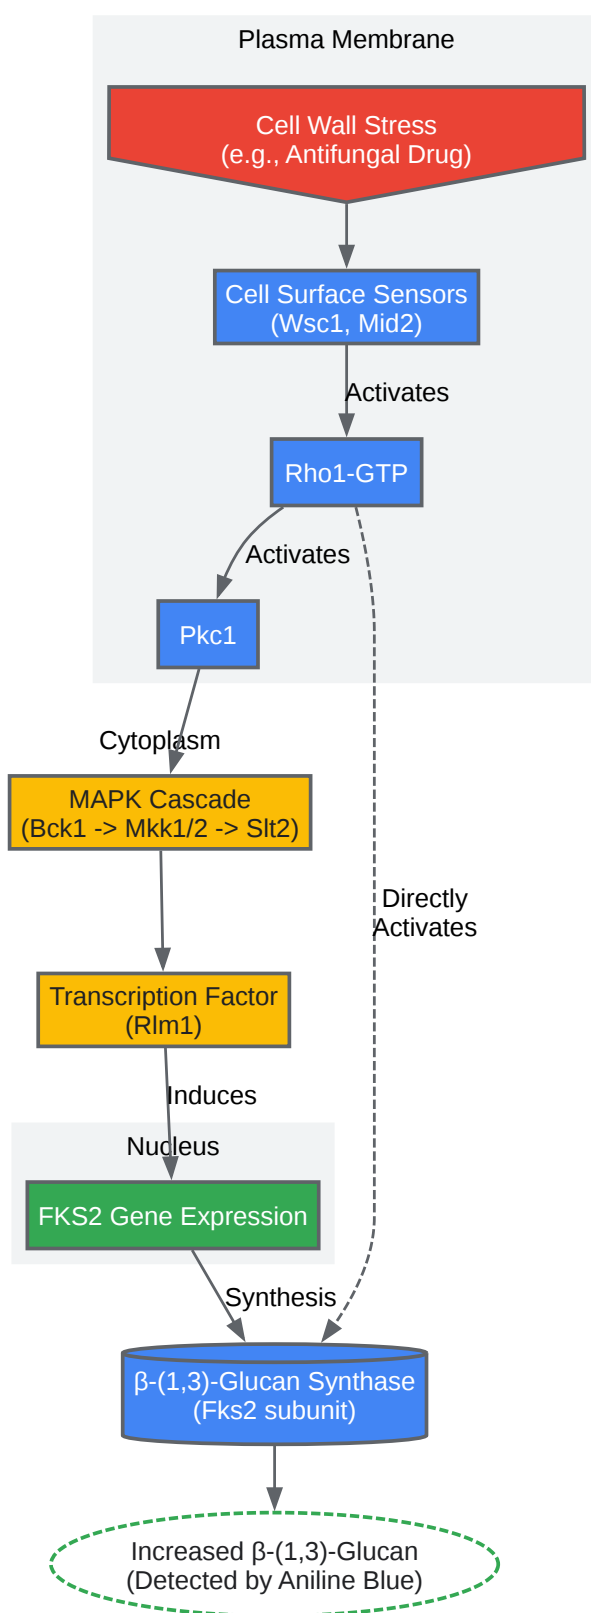 Plasma Membrane
Cell Wall Stress
(e.g., Antifungal Drug)
Cell Surface Sensors
(Wsc1, Mid2)
Activates
Rho1-GTP
Activates
Pkc1
Cytoplasm
MAPK Cascade
(Bck1 -> Mkk1/2 -> Slt2)
Directly
Activates
Transcription Factor
(Rlm1)
Induces
Nucleus
FKS2 Gene Expression
Synthesis
β-(1,3)-Glucan Synthase
(Fks2 subunit)
Increased β-(1,3)-Glucan
(Detected by Aniline Blue)